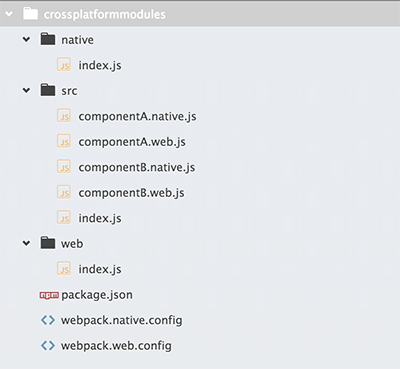 crossplatformmodules
native
JS index.js
src
JS componentA.native.js
JS componentA.web.js
JS componentB.native.js
JS componentB.web.js
JS index.js
web
JS index.js
npm package.json
webpack.native.config
webpack.web.config